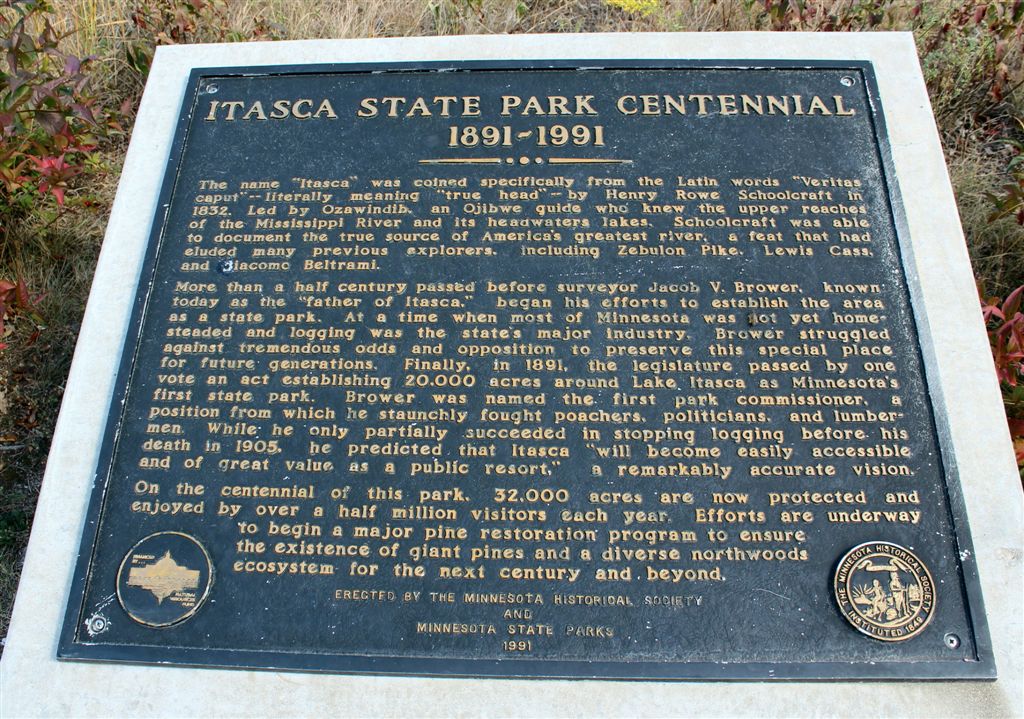 ITASCA STATE PARK CENTENNIAL
1891-1991
The name "Itasca" was coined specifically from the Latin words "Veritas
caput"--literally meaning "true head"--by Henry Rowe Schoolcraft in
1832. Led by Ozawindib, an Ojibwe guide who knew the upper reaches
of the Mississippi River and its headwaters lakes, Schoolcraft was able
to document the true source of America's greatest river, a feat that had
eluded many previous explorers, including Zebulon Pike, Lewis Cass,
and Giacomo Beltrami.
More than a half century passed before surveyor Jacob V. Brower, known
today as the "father of Itasca," began his efforts to establish the area
as a state park. At a time when most of Minnesota was not yet home-
steaded and logging was the state's major industry, Brower struggled
against tremendous odds and opposition to preserve this special place
for future generations. Finally, in 1891, the legislature passed by one
vote an act establishing 20,000 acres around Lake Itasca as Minnesota's
first state park. Brower was named the first park commissioner, a
position from which he staunchly fought poachers, politicians, and lumber-
men. While he only partially succeeded in stopping logging before his
death in 1905, he predicted that Itasca "will become easily accessible
and of great value as a public resort," a remarkably accurate vision.
On the centennial of this park, 32,000 acres are now protected and
enjoyed by over a half million visitors each year. Efforts are underway
to begin a major pine restoration program to ensure
the existence of giant pines and a diverse northwoods
ecosystem for the next century and beyond.
ERECTED BY THE MINNESOTA HISTORICAL SOCIETY
AND
MINNESOTA STATE PARKS
1991
THE MINNESOTA HISTORICAL SOCIETY
INSTITUTED 1849